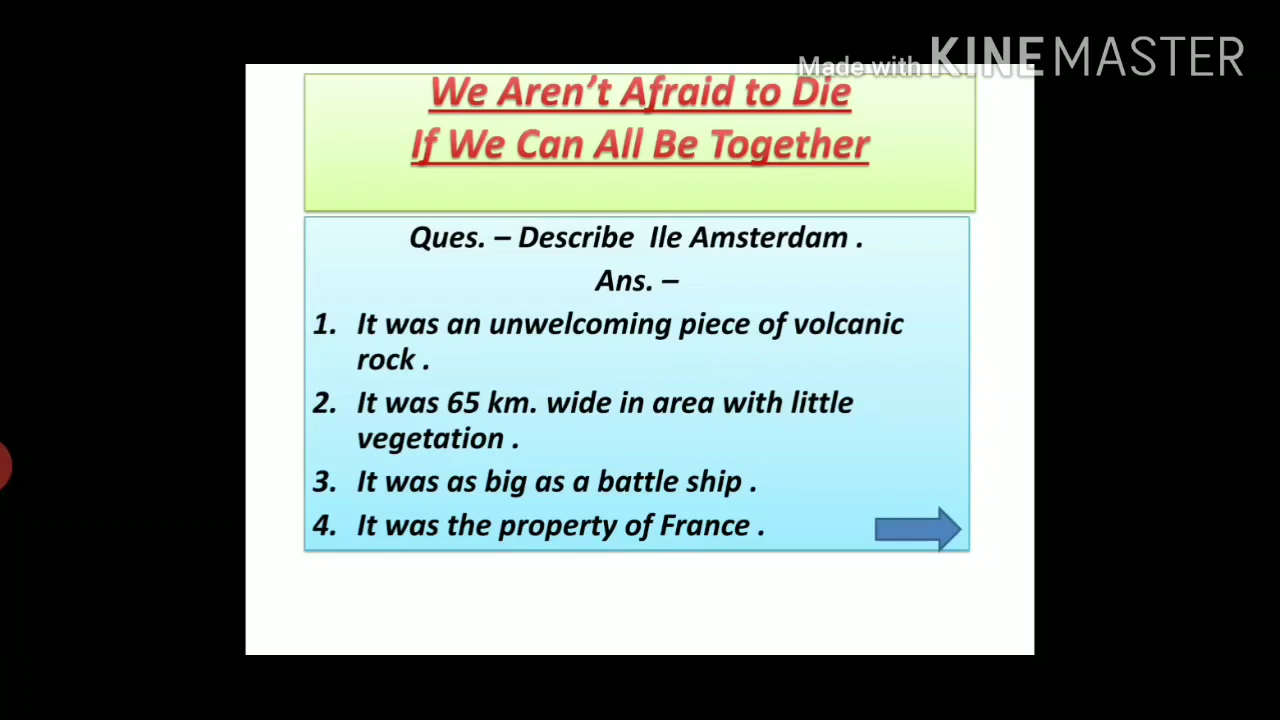 Made with KINEMASTER
We Aren't Afraid to Die
If We Can All Be Together
Ques. – Describe Ile Amsterdam .
Ans. –
1. It was an unwelcoming piece of volcanic
rock .
2. It was 65 km. wide in area with little
vegetation .
3. It was as big as a battle ship .
4. It was the property of France .